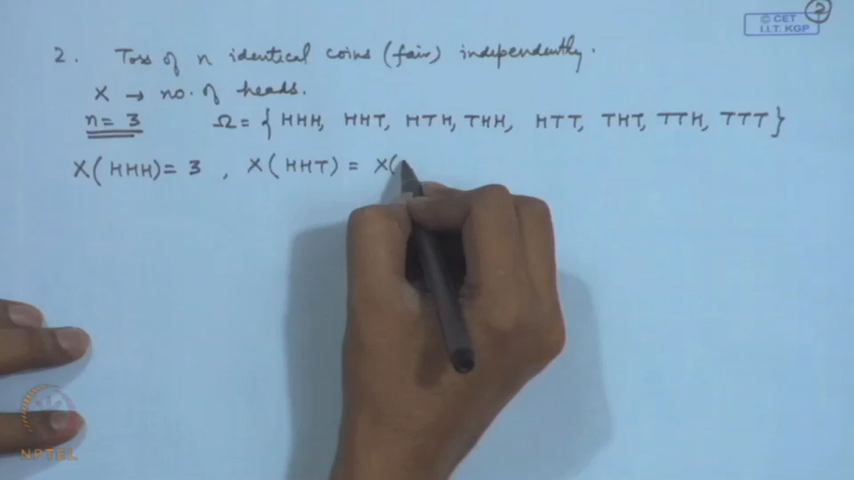 2
© CET
I.I.T. KGP
2. Toss of n identical coins (fair) independently.
X → no. of heads.
n = 3 Ω = { HHH, HHT, HTH, THH, HTT, THT, TTH, TTT }
X(HHH) = 3 , X(HHT) = X(
NPTEL